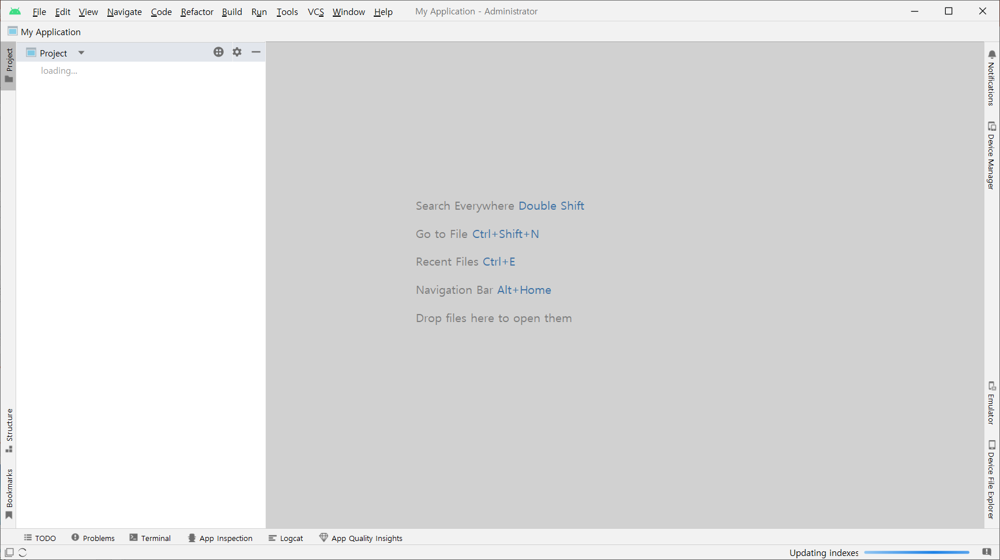 File Edit View Navigate Code Refactor Build Run Tools VCS Window Help My Application - Administrator
My Application
Project
Project
loading...
Notifications
Device Manager
Search Everywhere Double Shift
Go to File Ctrl+Shift+N
Recent Files Ctrl+E
Navigation Bar Alt+Home
Drop files here to open them
Structure
Bookmarks
Emulator
Device File Explorer
TODO Problems Terminal App Inspection Logcat App Quality Insights
Updating indexes